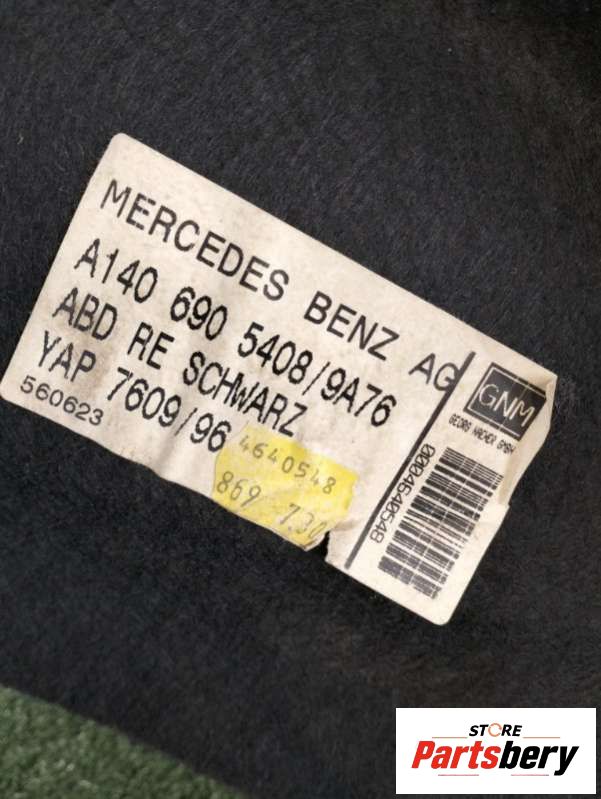 MERCEDES BENZ AG
A140 690 5408/9A76
ABD RE SCHWARZ
YAP 7609/96
560623
4640548
869 730
GNM
GEORG NACHER GMBH
0004640548
STORE
Partsbery